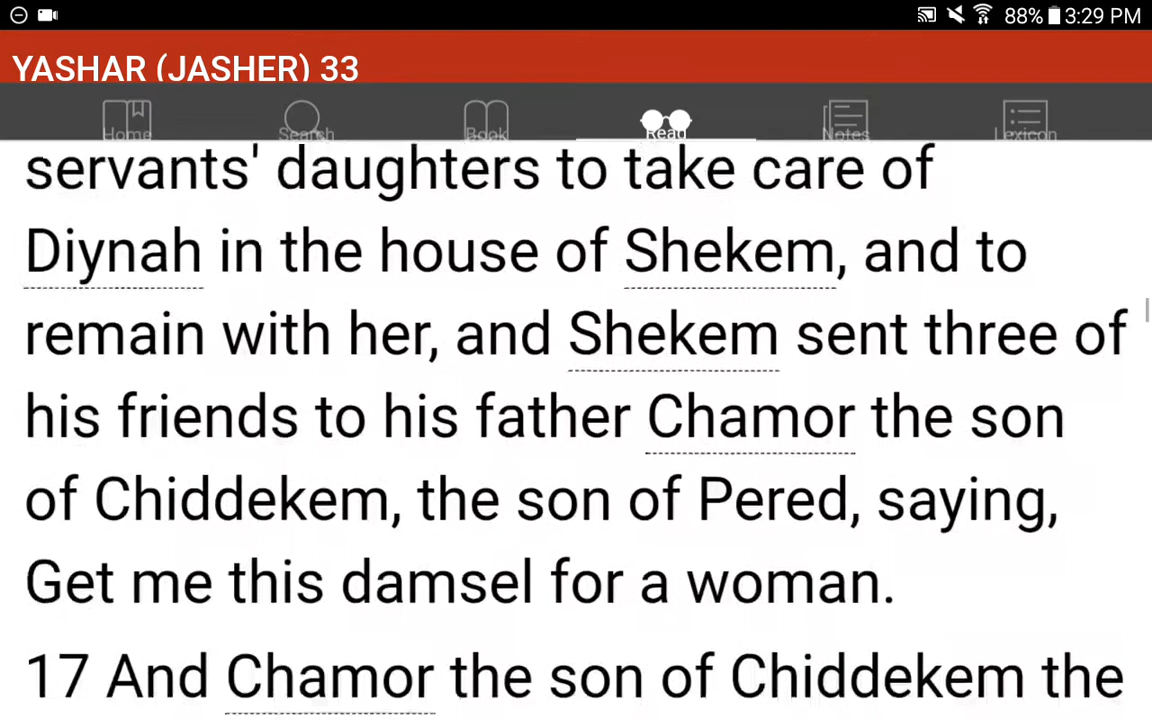 88% 3:29 PM
YASHAR (JASHER) 33
Home Search Book Read Notes Lexicon
servants' daughters to take care of
Diynah in the house of Shekem, and to
remain with her, and Shekem sent three of
his friends to his father Chamor the son
of Chiddekem, the son of Pered, saying,
Get me this damsel for a woman.
17 And Chamor the son of Chiddekem the